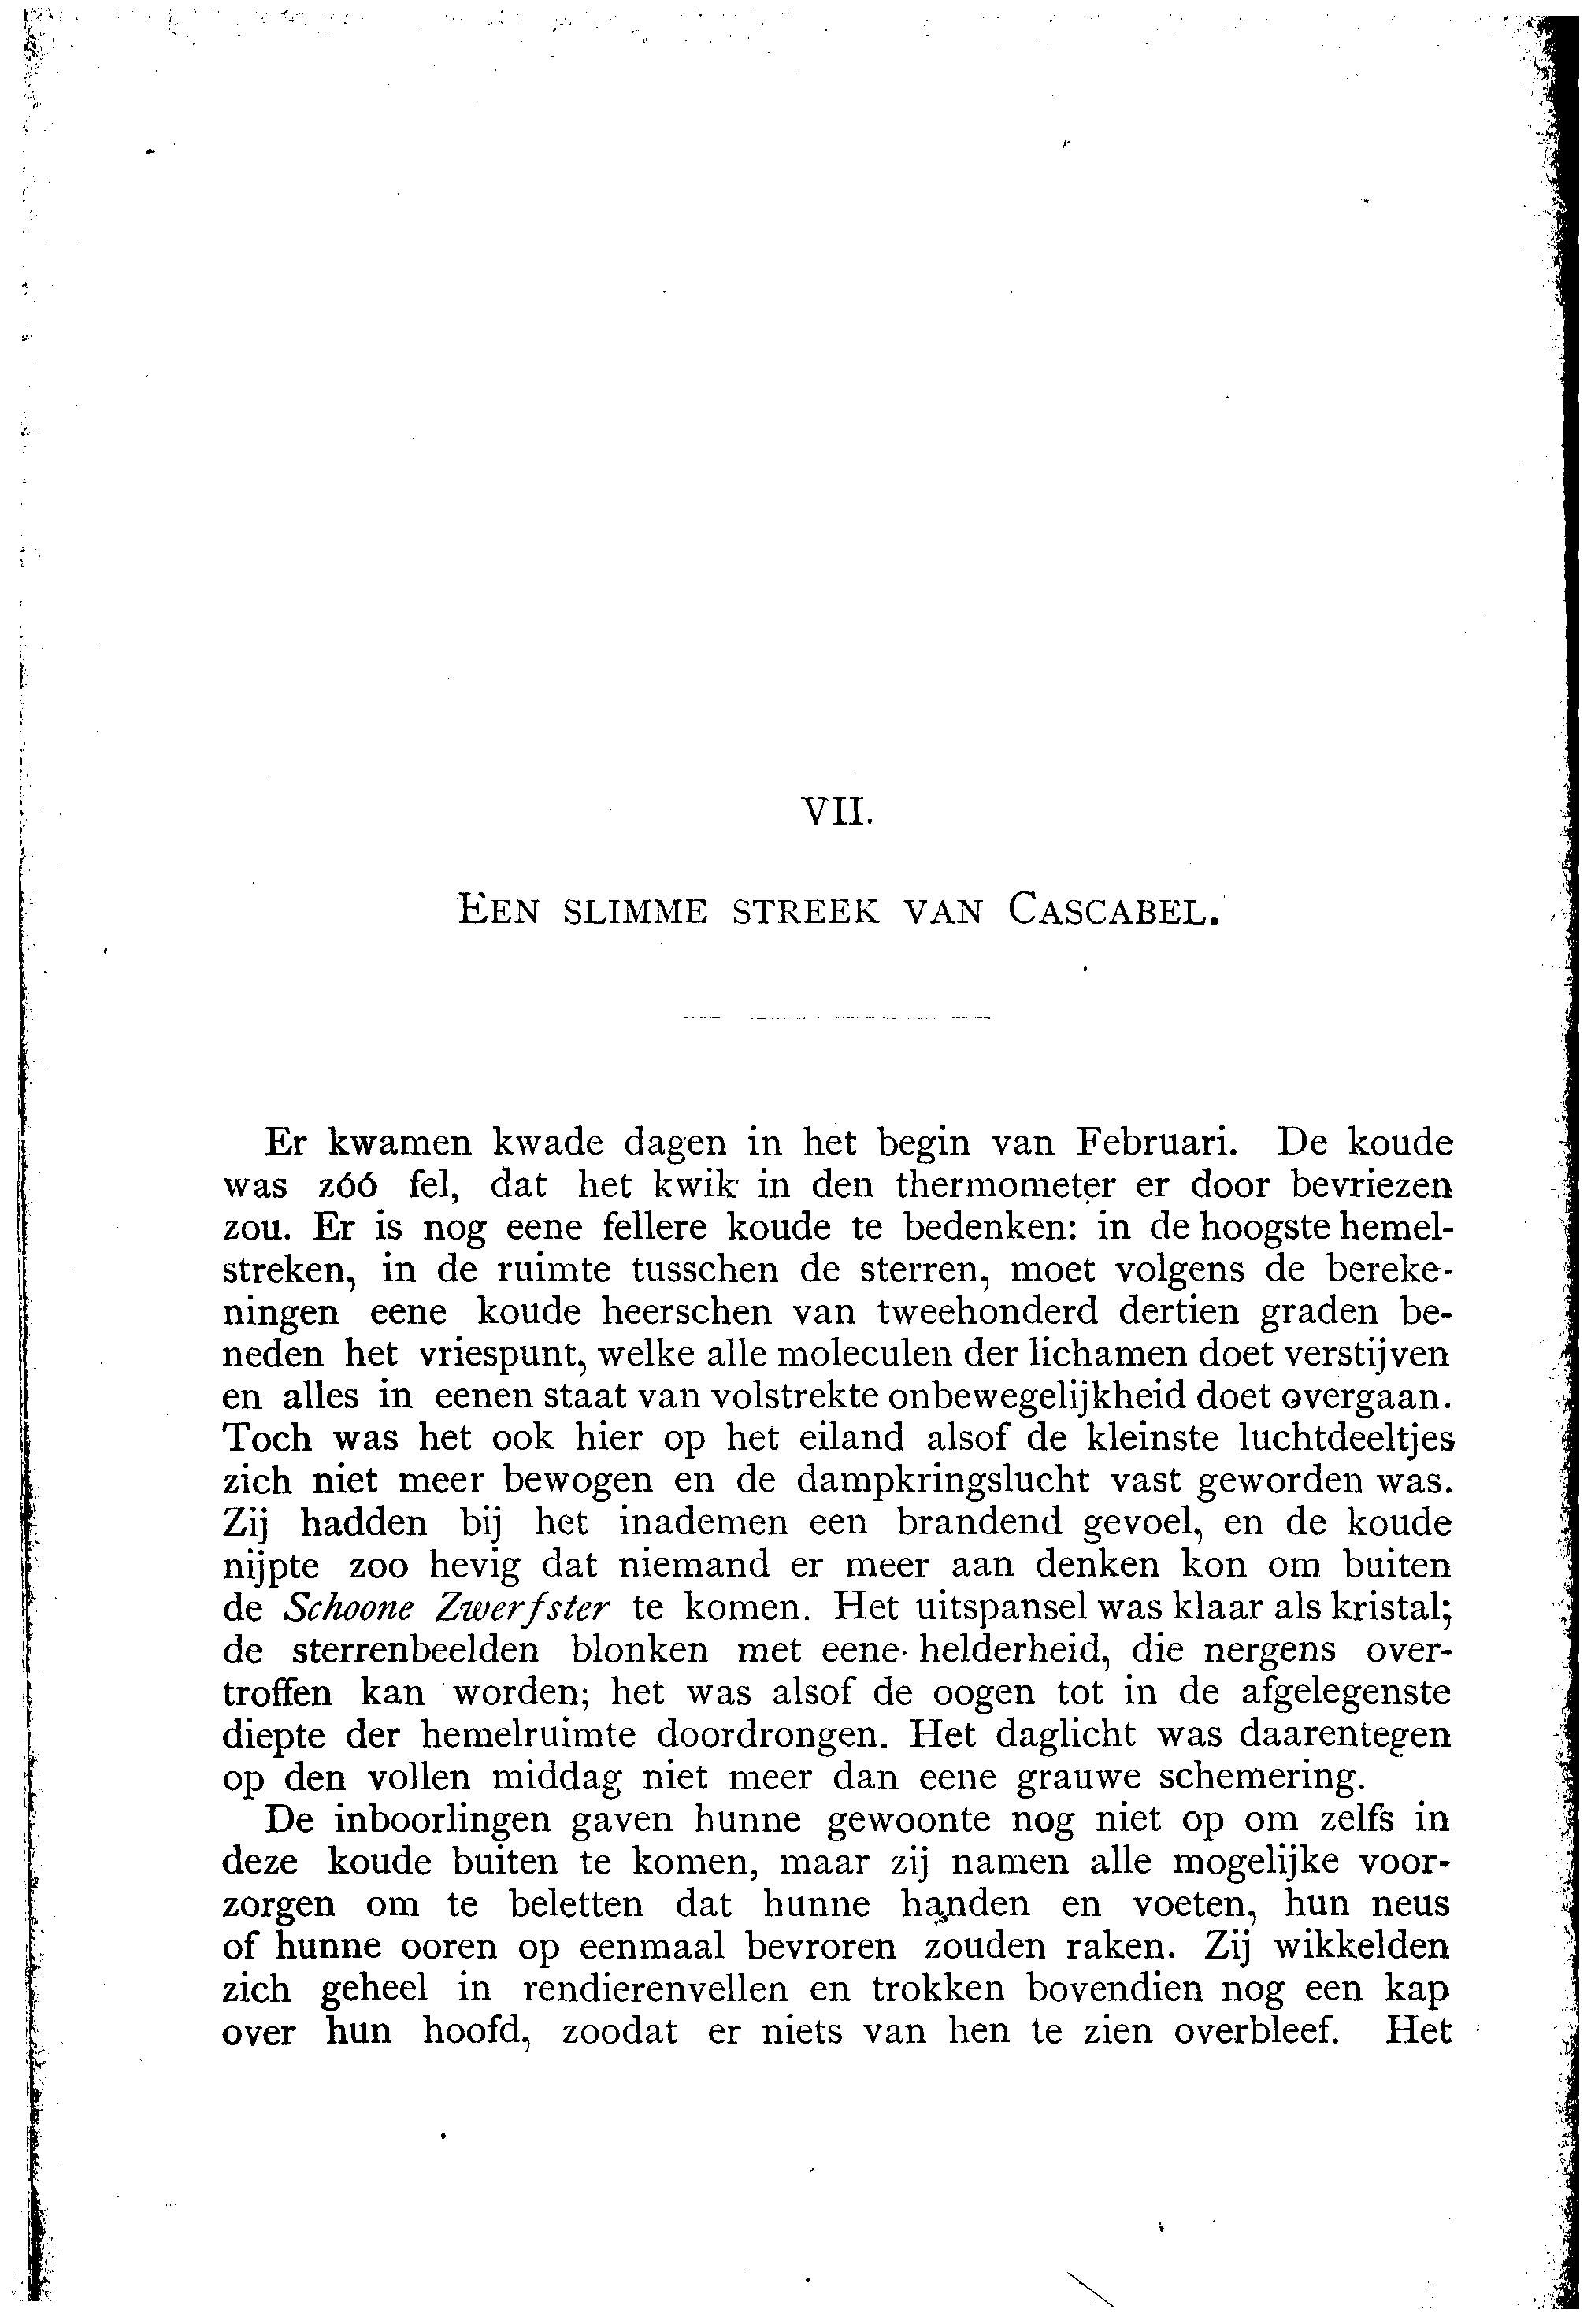 VII.
EEN SLIMME STREEK VAN CASCABEL.
Er kwamen kwade dagen in het begin van Februari. De koude
was zóó fel, dat het kwik in den thermometer er door bevriezen
zou. Er is nog eene fellere koude te bedenken: in de hoogste hemel-
streken, in de ruimte tusschen de sterren, moet volgens de bereke-
ningen eene koude heerschen van tweehonderd dertien graden be-
neden het vriespunt, welke alle moleculen der lichamen doet verstijven
en alles in eenen staat van volstrekte onbewegelijkheid doet overgaan.
Toch was het ook hier op het eiland alsof de kleinste luchtdeeltjes
zich niet meer bewogen en de dampkringslucht vast geworden was.
Zij hadden bij het inademen een brandend gevoel, en de koude
nijpte zoo hevig dat niemand er meer aan denken kon om buiten
de Schoone Zwerfster te komen. Het uitspansel was klaar als kristal;
de sterrenbeelden blonken met eene helderheid, die nergens over-
troffen kan worden; het was alsof de oogen tot in de afgelegenste
diepte der hemelruimte doordrongen. Het daglicht was daarentegen
op den vollen middag niet meer dan eene grauwe schemering.
De inboorlingen gaven hunne gewoonte nog niet op om zelfs in
deze koude buiten te komen, maar zij namen alle mogelijke voor-
zorgen om te beletten dat hunne handen en voeten, hun neus
of hunne ooren op eenmaal bevroren zouden raken. Zij wikkelden
zich geheel in rendierenvellen en trokken bovendien nog een kap
over hun hoofd, zoodat er niets van hen te zien overbleef. Het